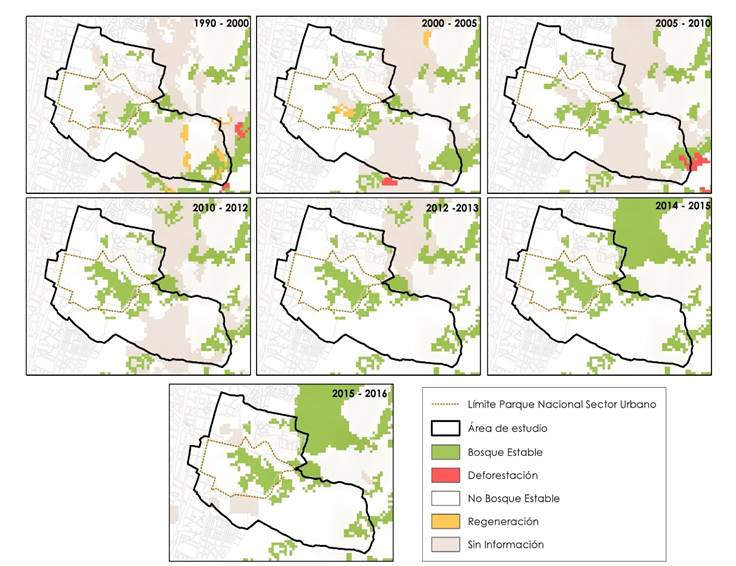 1990 - 2000
2000 - 2005
2005 - 2010
2010 - 2012
2012 -2013
2014 - 2015
2015 - 2016
Límite Parque Nacional Sector Urbano
Área de estudio
Bosque Estable
Deforestación
No Bosque Estable
Regeneración
Sin Información